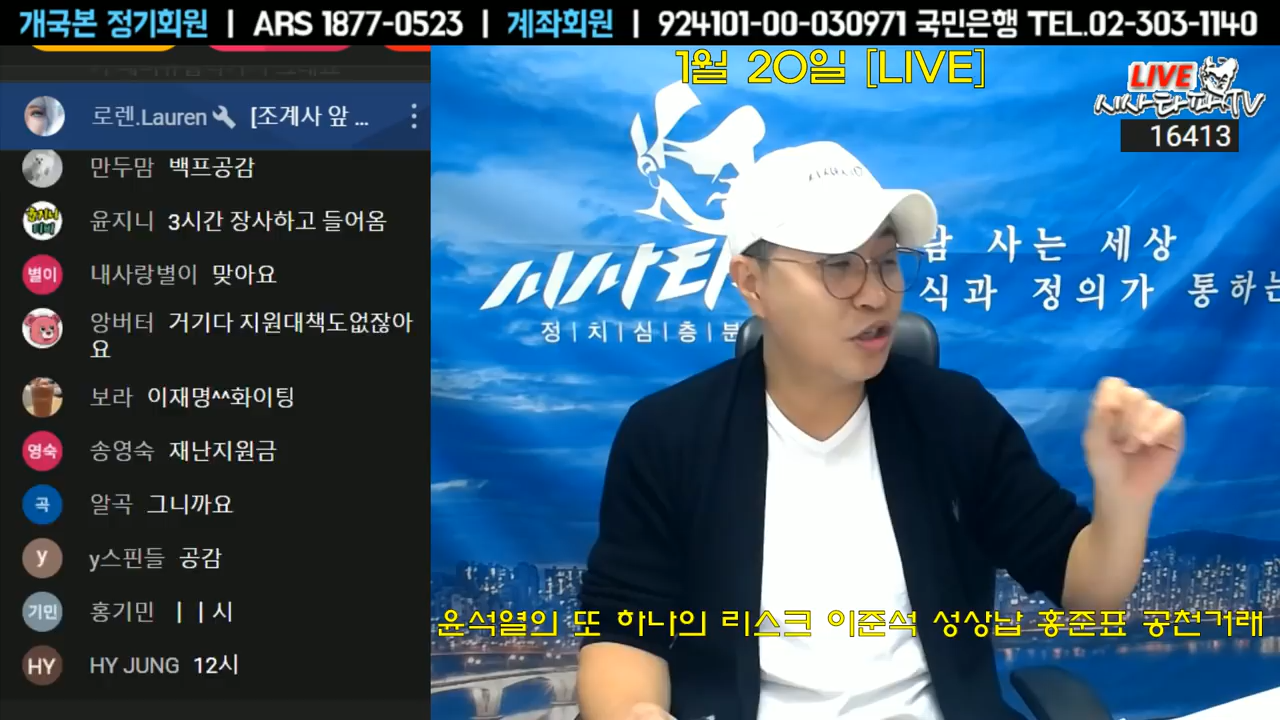 개국본 정기회원 | ARS 1877-0523 | 계좌회원 | 924101-00-030971 국민은행 TEL.02-303-1140
1월 20일 [LIVE]
LIVE
시사타파TV
16413
로렌.Lauren [조계사 앞 ...
만두맘 백프공감
윤지니 3시간 장사하고 들어옴
별이 내사랑별이 맞아요
앙버터 거기다 지원대책도없잖아
요
보라 이재명^^화이팅
영숙 송영숙 재난지원금
곡 알곡 그니까요
y y스핀들 공감
기민 홍기민 ㅣㅣ시
HY HY JUNG 12시
시사타
정|치|심|층|분
람 사는 세상
식과 정의가 통하는
윤석열의 또 하나의 리스크 이준석 성상납 홍준표 공천거래